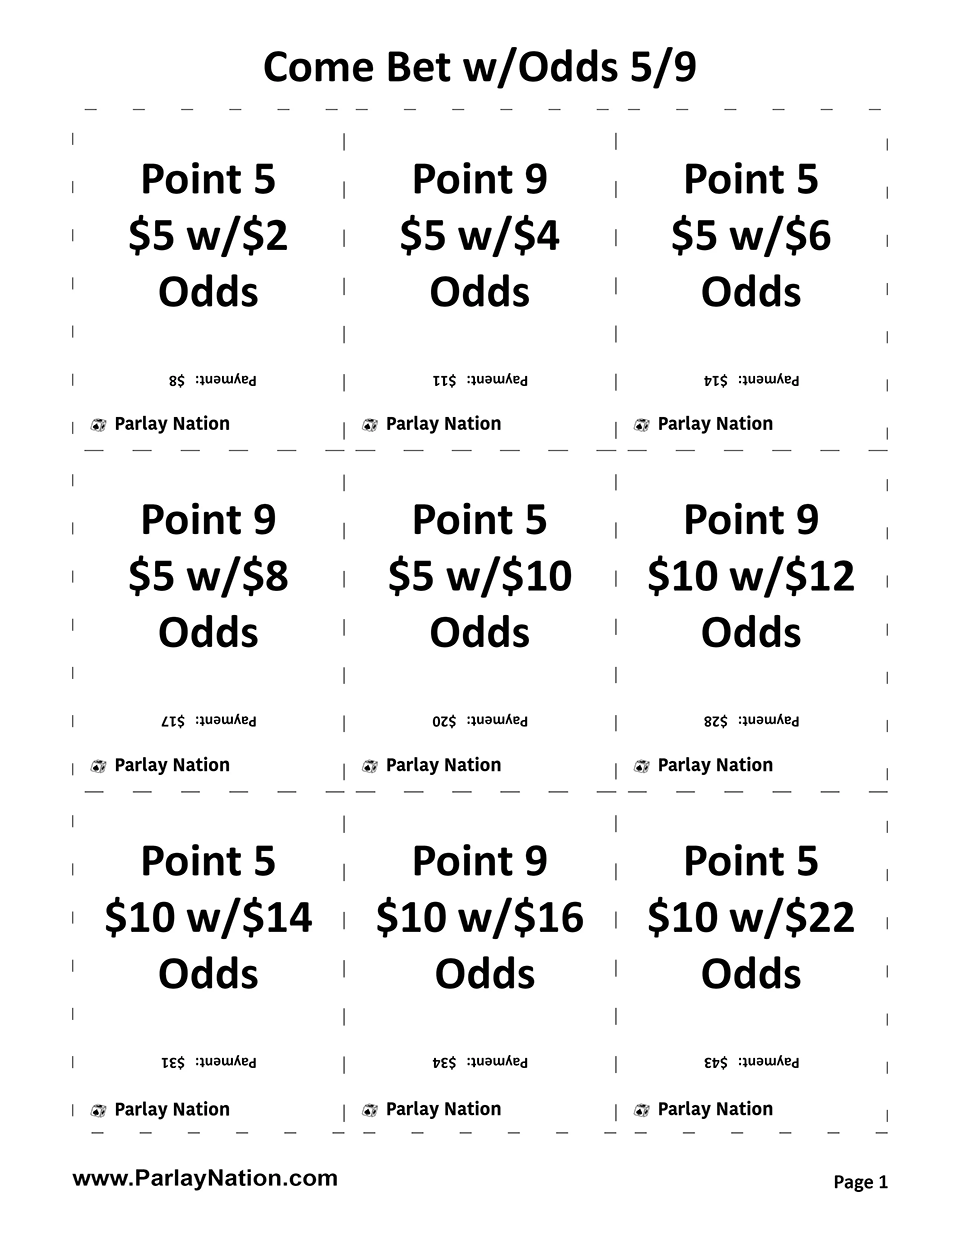 Come Bet w/Odds 5/9
Point 5
$5 w/$2
Odds
Payment: $8
Parlay Nation
Point 9
$5 w/$4
Odds
Payment: $11
Parlay Nation
Point 5
$5 w/$6
Odds
Payment: $14
Parlay Nation
Point 9
$5 w/$8
Odds
Payment: $17
Parlay Nation
Point 5
$5 w/$10
Odds
Payment: $20
Parlay Nation
Point 9
$10 w/$12
Odds
Payment: $28
Parlay Nation
Point 5
$10 w/$14
Odds
Payment: $31
Parlay Nation
Point 9
$10 w/$16
Odds
Payment: $34
Parlay Nation
Point 5
$10 w/$22
Odds
Payment: $43
Parlay Nation
www.ParlayNation.com
Page 1